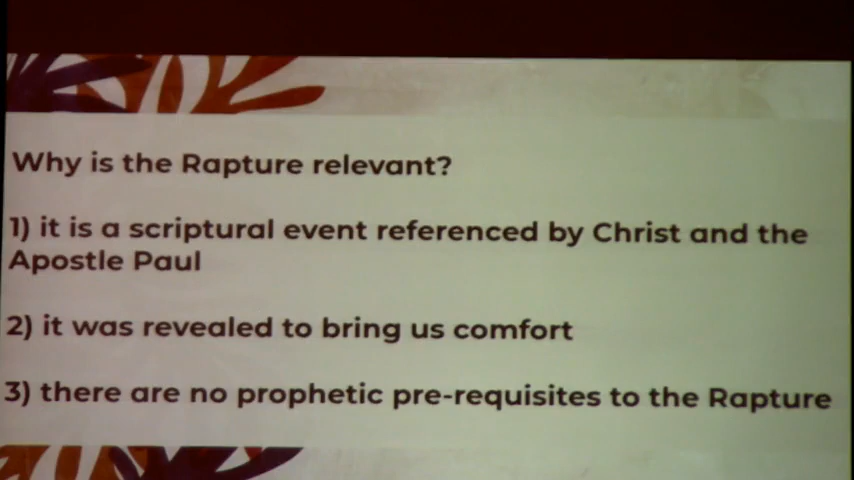 Why is the Rapture relevant?
1) it is a scriptural event referenced by Christ and the
Apostle Paul
2) it was revealed to bring us comfort
3) there are no prophetic pre-requisites to the Rapture